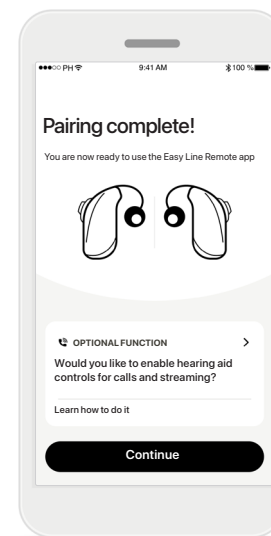 ●●●○○ PH 9:41 AM 100 %
Pairing complete!
You are now ready to use the Easy Line Remote app
OPTIONAL FUNCTION
Would you like to enable hearing aid
controls for calls and streaming?
Learn how to do it
Continue